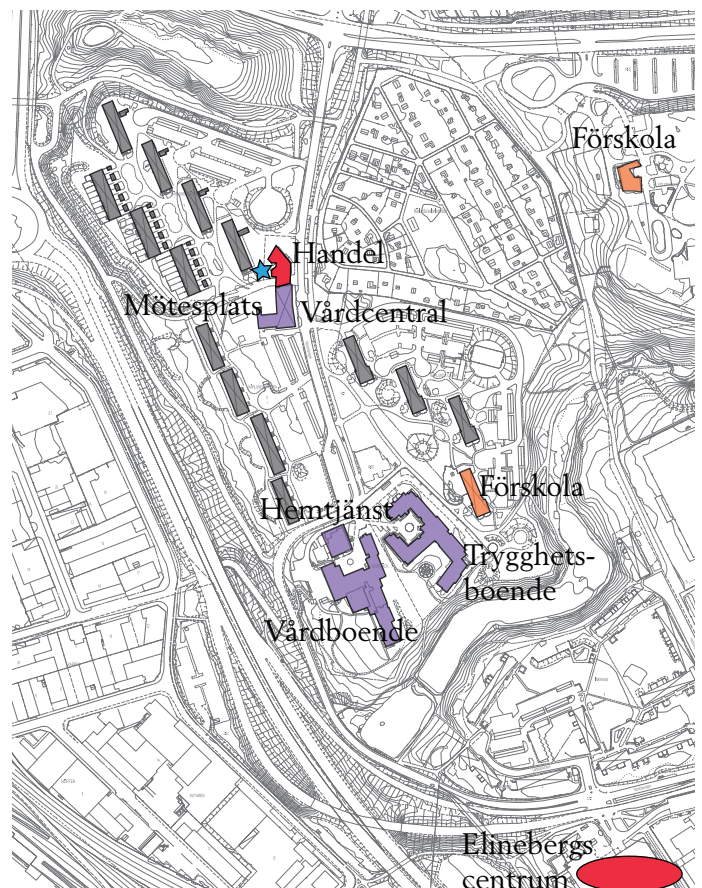 Förskola
Handel
Mötesplats
Vårdcentral
Förskola
Hemtjänst
Trygghets-
boende
Vårdboende
Elinebergs
centrum